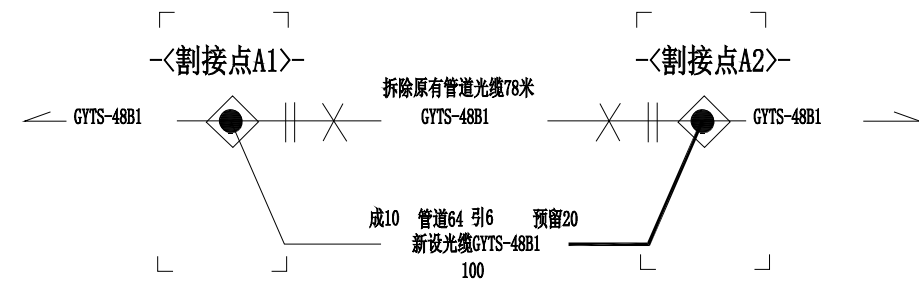 -<割接点A1>-
-<割接点A2>-
拆除原有管道光缆78米
GYTS-48B1
GYTS-48B1
GYTS-48B1
成10 管道64 引6 预留20
新设光缆GYTS-48B1
100